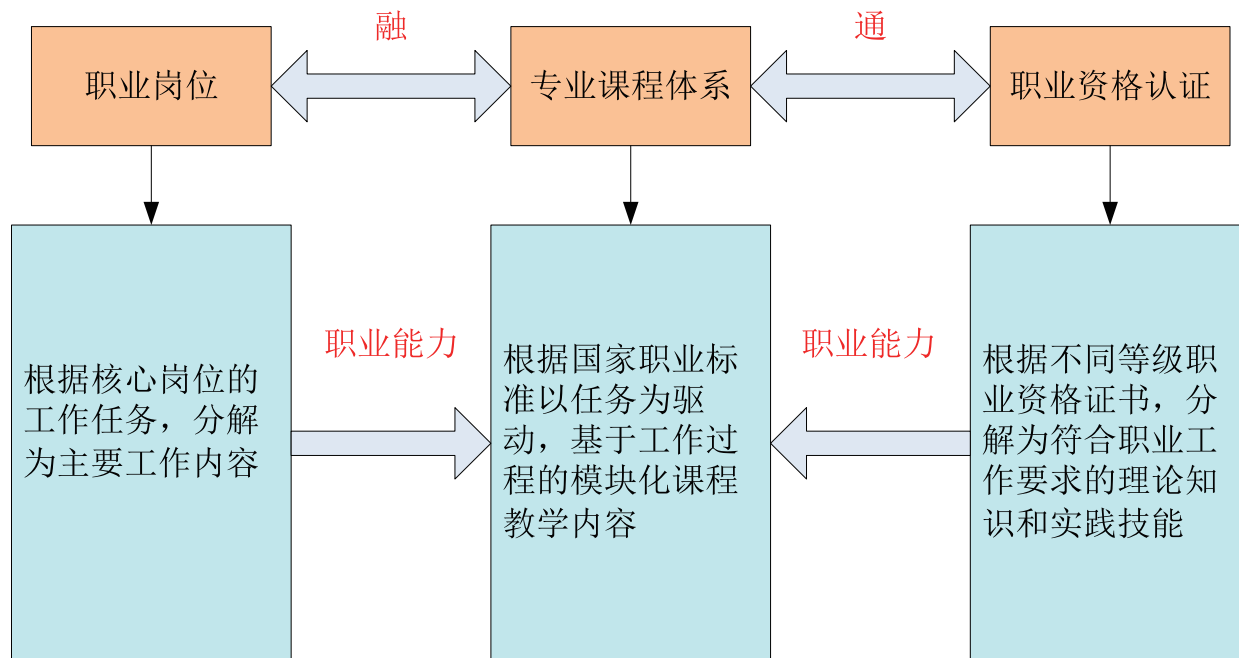 融
通
职业岗位
专业课程体系
职业资格认证
职业能力
职业能力
根据核心岗位的
工作任务，分解
为主要工作内容
根据国家职业标
准以任务为驱
动，基于工作过
程的模块化课程
教学内容
根据不同等级职
业资格证书，分
解为符合职业工
作要求的理论知
识和实践技能